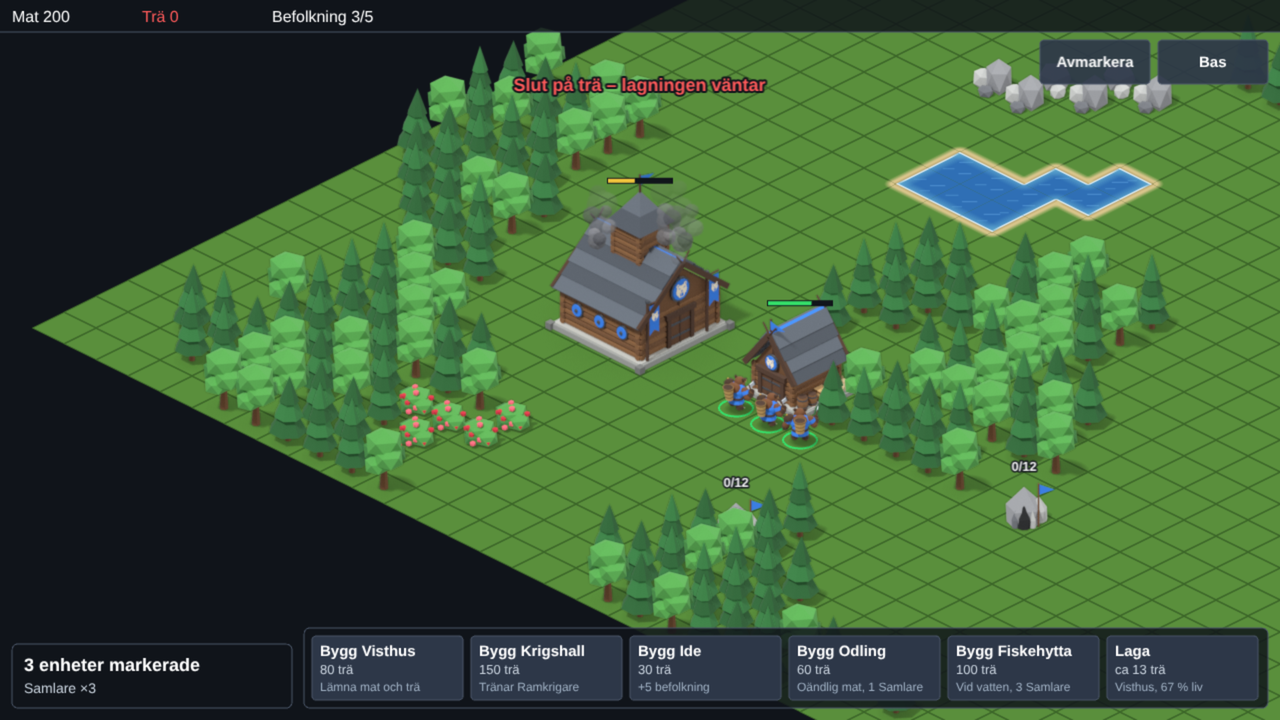 Mat 200
Trä 0
Befolkning 3/5
Avmarkera
Bas
Slut på trä – lagningen väntar
0/12
0/12
3 enheter markerade
Samlare ×3
Bygg Visthus
80 trä
Lämna mat och trä
Bygg Krigshall
150 trä
Tränar Ramkrigare
Bygg Ide
30 trä
+5 befolkning
Bygg Odling
60 trä
Oändlig mat, 1 Samlare
Bygg Fiskehytta
100 trä
Vid vatten, 3 Samlare
Laga
ca 13 trä
Visthus, 67 % liv